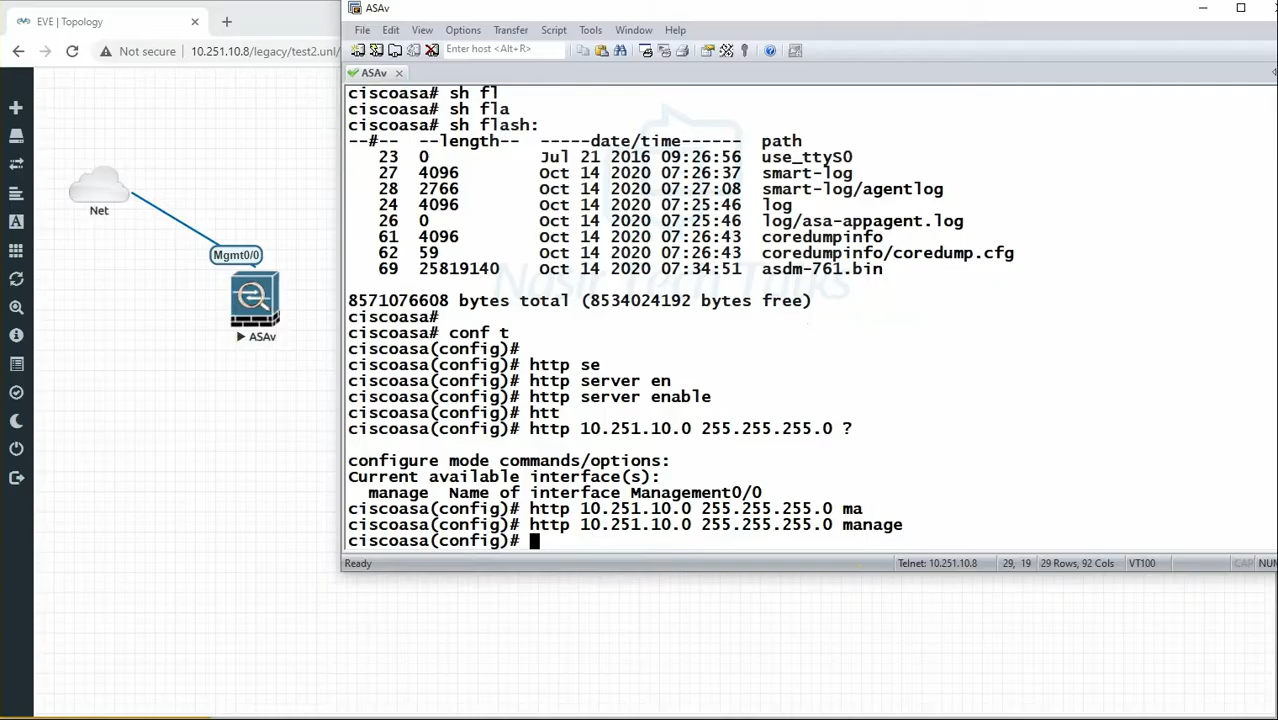 EVE | Topology
Not secure 10.251.10.8/legacy/test2.unl/
Net
Mgmt0/0
ASAv
ASAv
File Edit View Options Transfer Script Tools Window Help
Enter host <Alt+R>
ASAv
ciscoasa# sh fl
ciscoasa# sh fla
ciscoasa# sh flash:
--#-- --length-- -----date/time------ path
23 0 Jul 21 2016 09:26:56 use_ttyS0
27 4096 Oct 14 2020 07:26:37 smart-log
28 2766 Oct 14 2020 07:27:08 smart-log/agentlog
24 4096 Oct 14 2020 07:25:46 log
26 0 Oct 14 2020 07:25:46 log/asa-appagent.log
61 4096 Oct 14 2020 07:26:43 coredumpinfo
62 59 Oct 14 2020 07:26:43 coredumpinfo/coredump.cfg
69 25819140 Oct 14 2020 07:34:51 asdm-761.bin
Nasir Tech Talks
8571076608 bytes total (8534024192 bytes free)
ciscoasa#
ciscoasa# conf t
ciscoasa(config)#
ciscoasa(config)# http se
ciscoasa(config)# http server en
ciscoasa(config)# http server enable
ciscoasa(config)# htt
ciscoasa(config)# http 10.251.10.0 255.255.255.0 ?
configure mode commands/options:
Current available interface(s):
manage Name of interface Management0/0
ciscoasa(config)# http 10.251.10.0 255.255.255.0 ma
ciscoasa(config)# http 10.251.10.0 255.255.255.0 manage
ciscoasa(config)#
Ready Telnet: 10.251.10.8 29, 19 29 Rows, 92 Cols VT100 CAP NUM